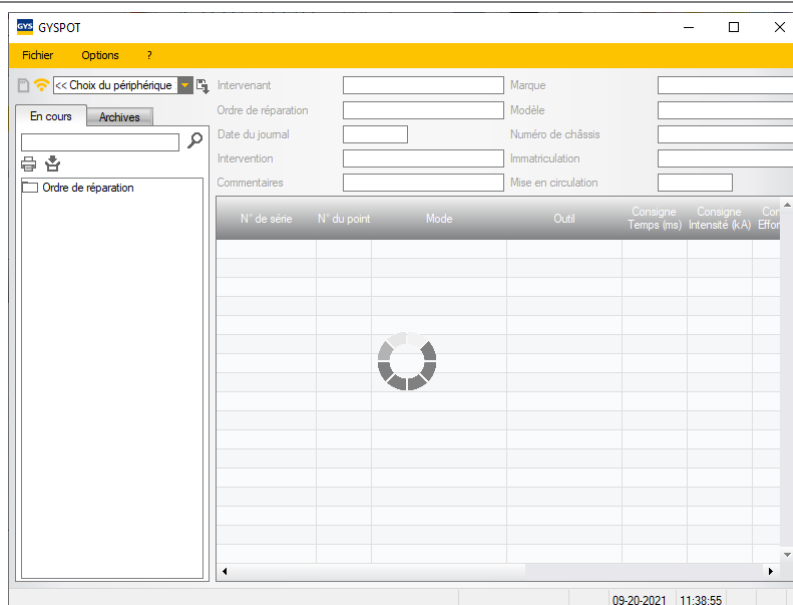 GYS GYSPOT
Fichier Options ?
<< Choix du périphérique
En cours Archives
Ordre de réparation
Intervenant
Ordre de réparation
Date du journal
Intervention
Commentaires
Marque
Modèle
Numéro de châssis
Immatriculation
Mise en circulation
N° de série N° du point Mode Outil Consigne Temps (ms) Consigne Intensité (kA) Con Effor
09-20-2021 11:38:55